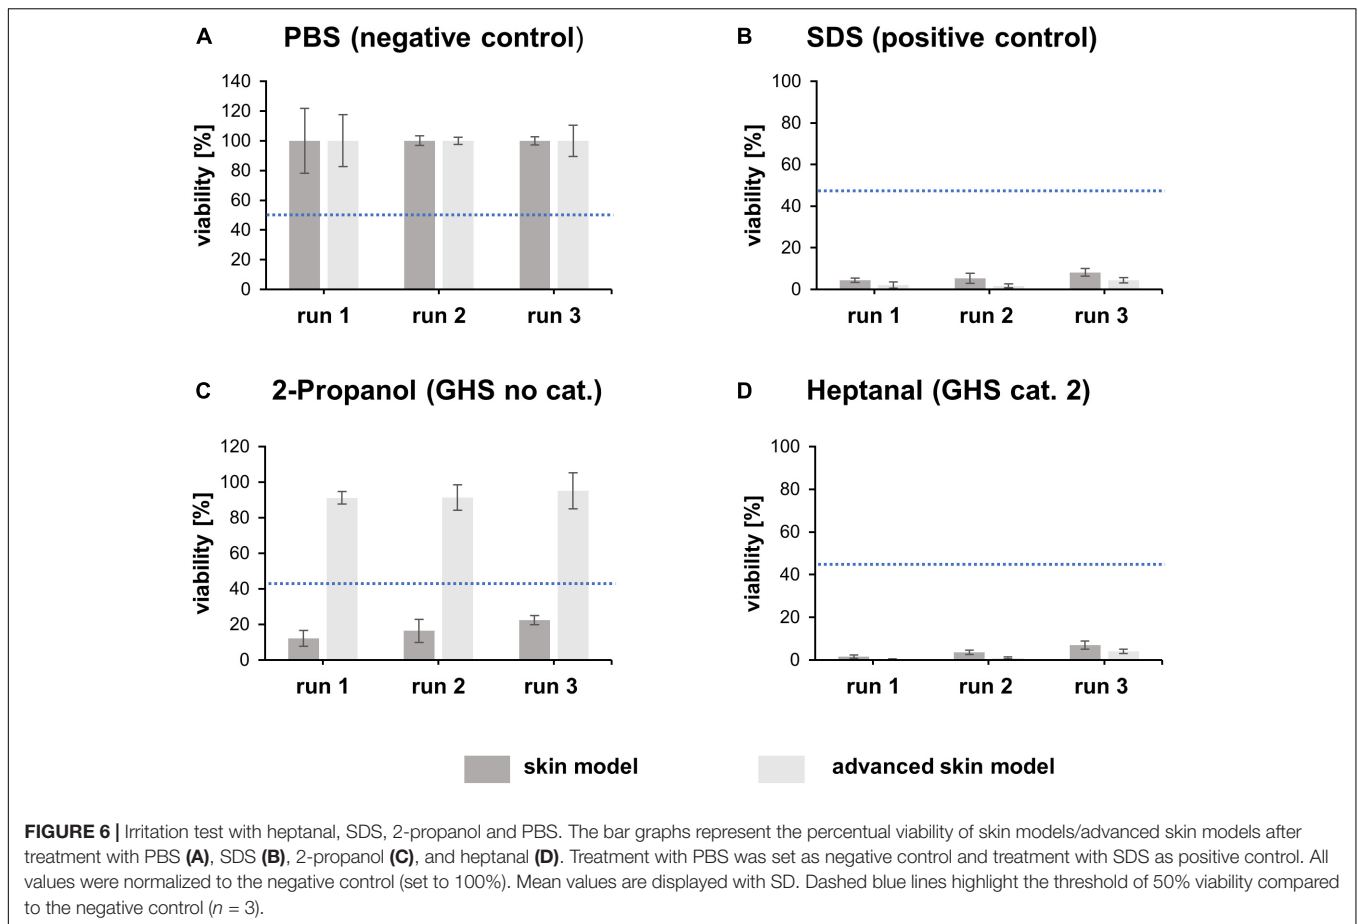 A PBS (negative control)
B SDS (positive control)
140
120
100
80
60
40
20
0
viability [%]
run 1 run 2 run 3
100
80
60
40
20
0
viability [%]
run 1 run 2 run 3
C 2-Propanol (GHS no cat.)
D Heptanal (GHS cat. 2)
120
100
80
60
40
20
0
viability [%]
run 1 run 2 run 3
100
80
60
40
20
0
viability [%]
run 1 run 2 run 3
skin model
advanced skin model
FIGURE 6 | Irritation test with heptanal, SDS, 2-propanol and PBS. The bar graphs represent the percentual viability of skin models/advanced skin models after
treatment with PBS (A), SDS (B), 2-propanol (C), and heptanal (D). Treatment with PBS was set as negative control and treatment with SDS as positive control. All
values were normalized to the negative control (set to 100%). Mean values are displayed with SD. Dashed blue lines highlight the threshold of 50% viability compared
to the negative control (n = 3).